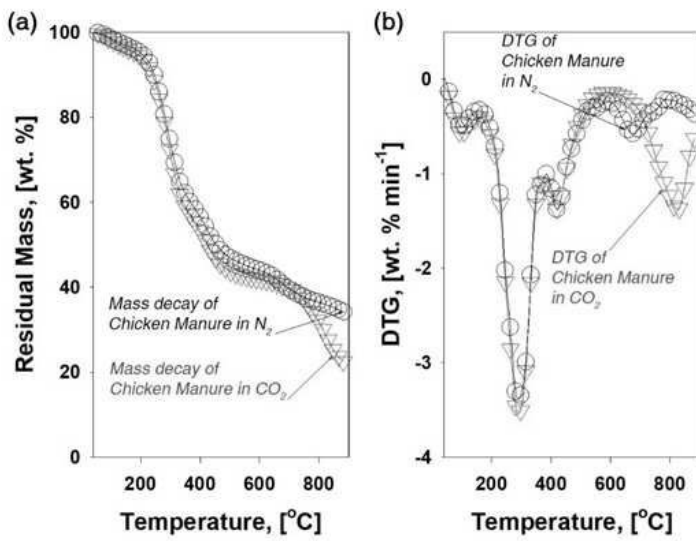 (a)
100
80
60
40
20
0
Residual Mass, [wt. %]
Mass decay of
Chicken Manure in N2
Mass decay of
Chicken Manure in CO2
200 400 600 800
Temperature, [°C]
(b)
0
-1
-2
-3
-4
DTG, [wt. % min-1]
DTG of
Chicken Manure
in N2
DTG of
Chicken Manure
in CO2
200 400 600 800
Temperature, [°C]